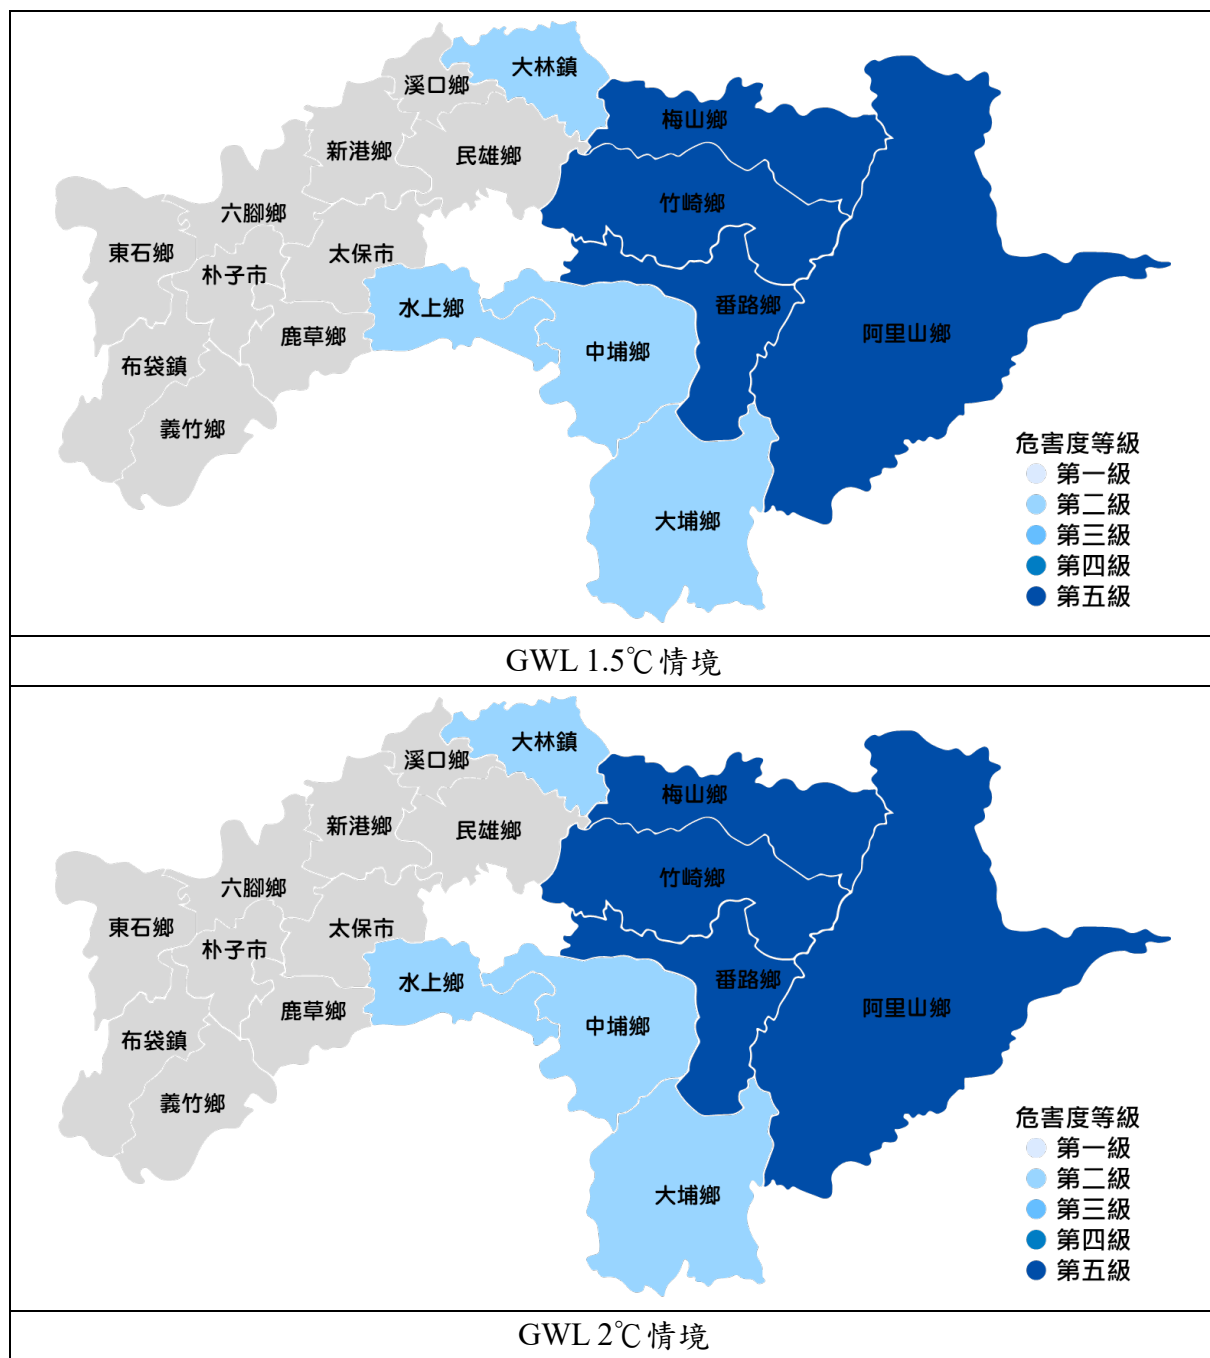 大林鎮
溪口鄉
梅山鄉
新港鄉
民雄鄉
竹崎鄉
六腳鄉
東石鄉
太保市
朴子市
水上鄉
番路鄉
鹿草鄉
阿里山鄉
中埔鄉
布袋鎮
義竹鄉
大埔鄉
危害度等級
第一級
第二級
第三級
第四級
第五級
GWL 1.5℃情境
大林鎮
溪口鄉
梅山鄉
新港鄉
民雄鄉
竹崎鄉
六腳鄉
東石鄉
太保市
朴子市
水上鄉
番路鄉
鹿草鄉
阿里山鄉
中埔鄉
布袋鎮
義竹鄉
大埔鄉
危害度等級
第一級
第二級
第三級
第四級
第五級
GWL 2℃情境